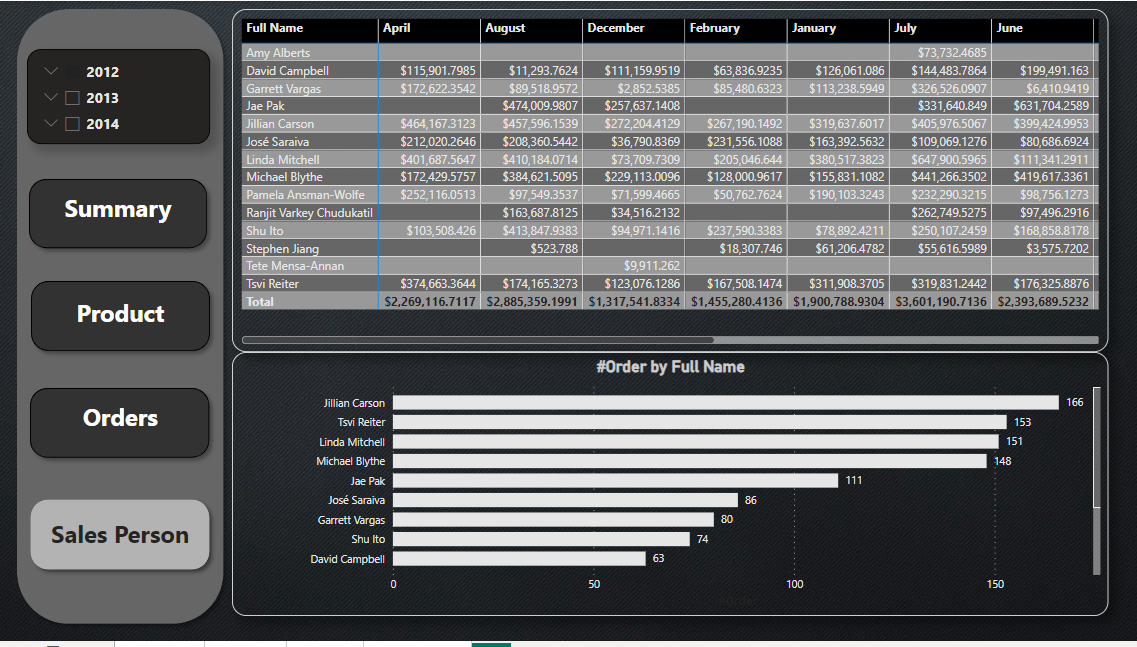 2012
2013
2014
Summary
Product
Orders
Sales Person
Full Name April August December February January July June
Amy Alberts $73,732.4685
David Campbell $115,901.7985 $11,293.7624 $111,159.9519 $63,836.9235 $126,061.086 $144,483.7864 $199,491.163
Garrett Vargas $172,622.3542 $89,518.9572 $2,852.5385 $85,480.6323 $113,238.5949 $326,526.0907 $6,410.9419
Jae Pak $474,009.9807 $257,637.1408 $331,640.849 $631,704.2589
Jillian Carson $464,167.3123 $457,596.1539 $272,204.4129 $267,190.1492 $319,637.6017 $405,976.5067 $399,424.9953
José Saraiva $212,020.2646 $208,360.5442 $36,790.8369 $231,556.1088 $163,392.5632 $109,069.1276 $80,686.6924
Linda Mitchell $401,687.5647 $410,184.0714 $73,709.7309 $205,046.644 $380,517.3823 $647,900.5965 $111,341.2911
Michael Blythe $172,429.5757 $384,621.5095 $229,113.0096 $128,000.9617 $155,831.1082 $441,266.3502 $419,617.3361
Pamela Ansman-Wolfe $252,116.0513 $97,549.3537 $71,599.4665 $50,762.7624 $190,103.3243 $232,290.3215 $98,756.1273
Ranjit Varkey Chudukatil $163,687.8125 $34,516.2132 $262,749.5275 $97,496.2916
Shu Ito $103,508.426 $413,847.9383 $94,971.1416 $237,590.3383 $78,892.4211 $250,107.2459 $168,858.8178
Stephen Jiang $523.788 $18,307.746 $61,206.4782 $55,616.5989 $3,575.7202
Tete Mensa-Annan $9,911.262
Tsvi Reiter $374,663.3644 $174,165.3273 $123,076.1286 $167,508.1474 $311,908.3705 $319,831.2442 $176,325.8876
Total $2,269,116.7117 $2,885,359.1991 $1,317,541.8334 $1,455,280.4136 $1,900,788.9304 $3,601,190.7136 $2,393,689.5232
#Order by Full Name
Jillian Carson 166
Tsvi Reiter 153
Linda Mitchell 151
Michael Blythe 148
Jae Pak 111
José Saraiva 86
Garrett Vargas 80
Shu Ito 74
David Campbell 63
0 50 100 150
#Order